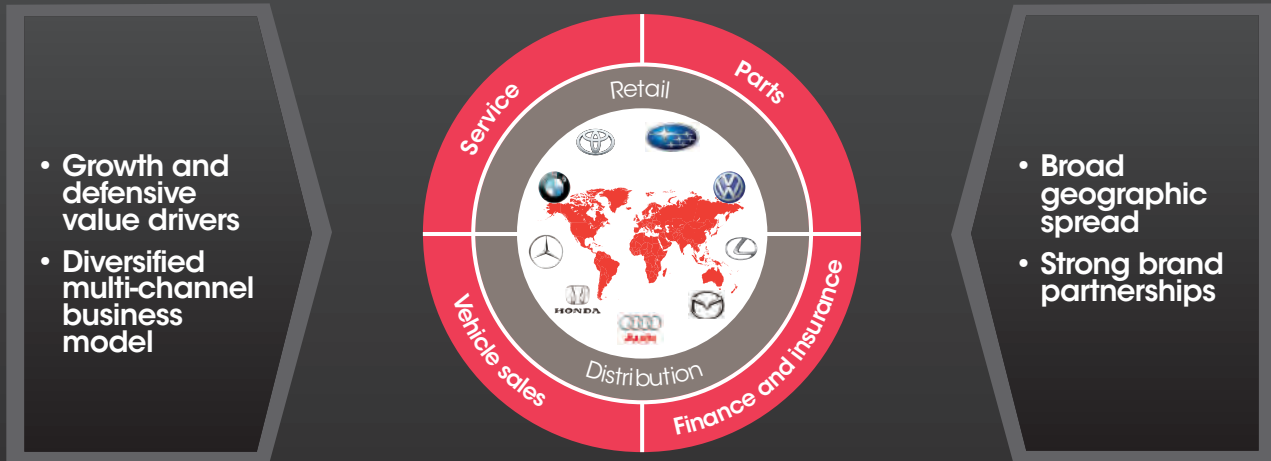 • Growth and
defensive
value drivers
• Diversified
multi-channel
business
model
Service
Parts
Retail
HONDA
Audi
Distribution
Vehicle sales
Finance and insurance
• Broad
geographic
spread
• Strong brand
partnerships